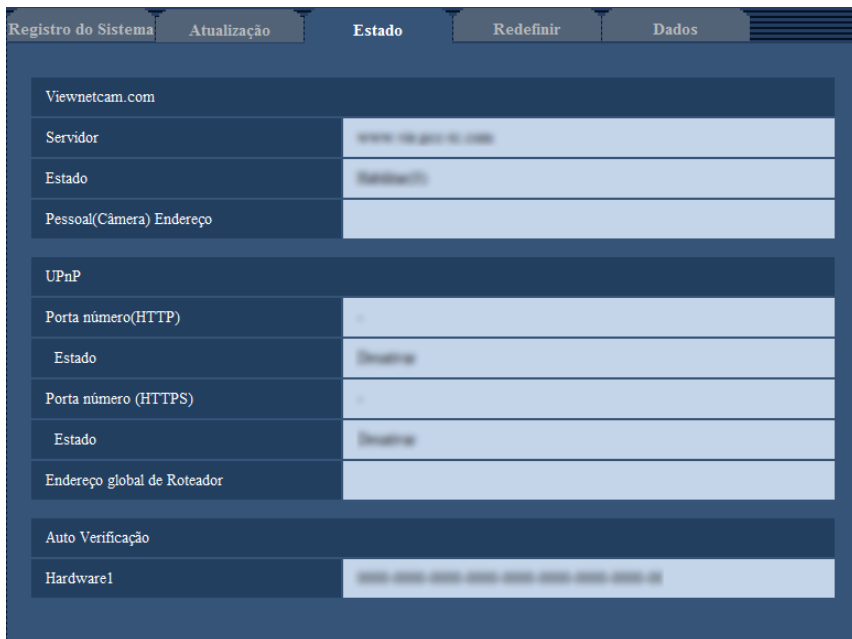 Registro do Sistema Atualização Estado Redefinir Dados
Viewnetcam.com
Servidor
Estado
Pessoal(Câmera) Endereço
UPnP
Porta número(HTTP)
Estado
Porta número (HTTPS)
Estado
Endereço global de Roteador
Auto Verificação
Hardware1